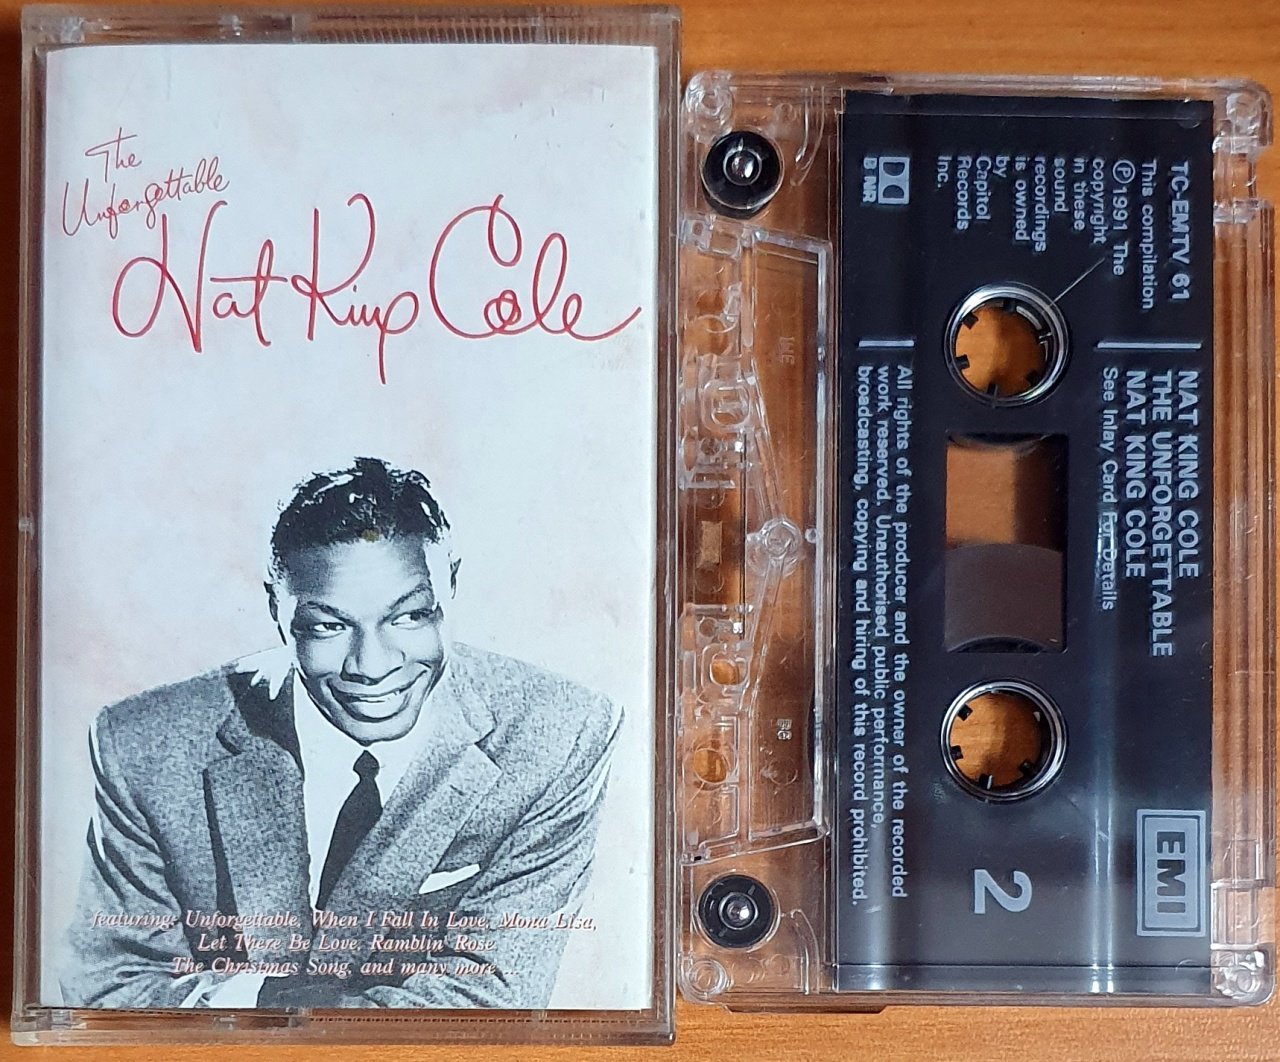 The
Unforgettable
Nat King Cole
featuring: Unforgettable, When I Fall In Love, Mona Lisa,
Let There Be Love, Ramblin' Rose
The Christmas Song, and many more ...
TC-EMTV 61
This compilation
℗1991 The
copyright
in these
sound
recordings
is owned
by
Capitol
Records
Inc.
B NR
NAT KING COLE
THE UNFORGETTABLE
NAT KING COLE
See Inlay Card For Details
All rights of the producer and the owner of the recorded
work reserved. Unauthorised public performance,
broadcasting, copying and hiring of this record prohibited.
EMI
2